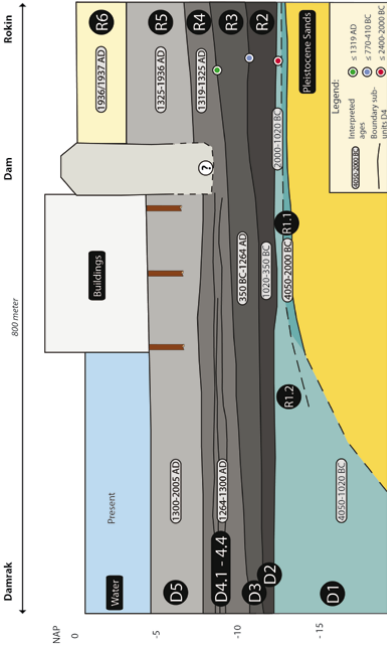 Damrak
800 meter
Dam
Rokin
NAP
0
-5
-10
- 15
Water
Present
Buildings
R6
1936/1937 AD
D5
1300-2005 AD
R5
1325-1936 AD
R4
1319-1325 AD
?
D4.1 - 4.4
1264-1300 AD
R3
D3
350 BC-1264 AD
R2
D2
1020-350 BC
2000-1020 BC
R1.1
4050-2000 BC
R1.2
D1
4050-1020 BC
Pleistocene Sands
Legend:
4050-2000 BC
Interpreted
ages
Boundary sub-
units D4
≤ 1319 AD
≤ 770-410 BC
≤ 2400-2000 BC